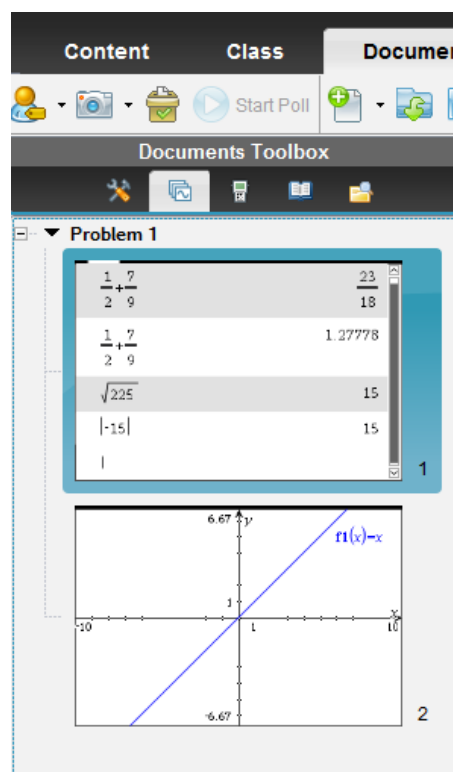 Content Class Documen
Start Poll
Documents Toolbox
Problem 1
1/2+7/9 23/18
1/2+7/9 1.27778
√225 15
|-15| 15
1
6.67 y
f1(x)=x
1
-10 1 x 10
-6.67
2